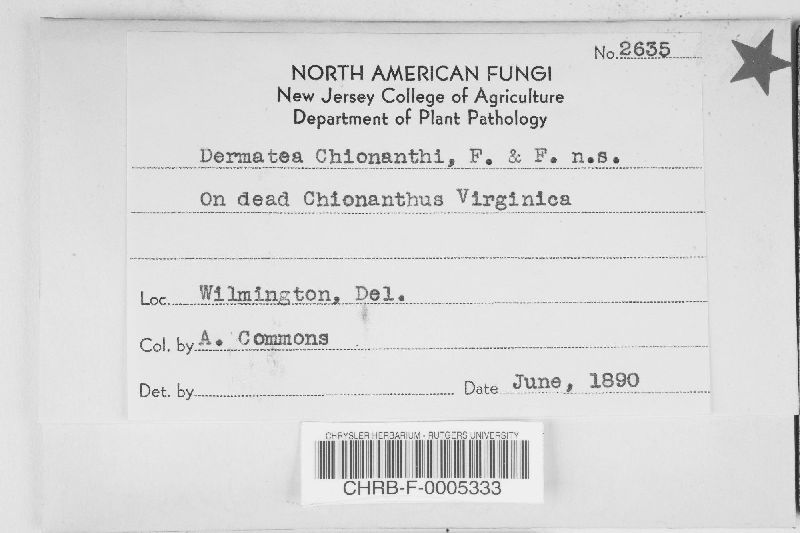 No. 2635
NORTH AMERICAN FUNGI
New Jersey College of Agriculture
Department of Plant Pathology
Dermatea Chionanthi, F. & F. n.s.
On dead Chionanthus Virginica
Loc. Wilmington, Del.
Col. by A. Commons
Det. by
Date June, 1890
CHRYSLER HERBARIUM - RUTGERS UNIVERSITY
CHRB-F-0005333